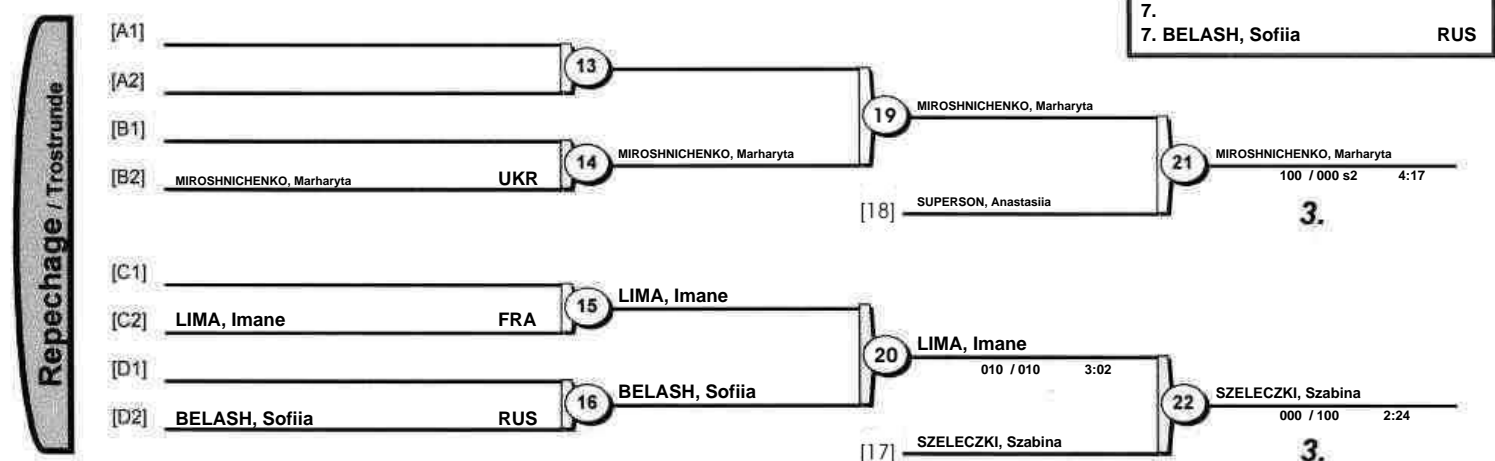 7.
7. BELASH, Sofiia RUS
Repechage / Trostrunde
[A1]
13
[A2]
19 MIROSHNICHENKO, Marharyta
[B1]
14 MIROSHNICHENKO, Marharyta
21 MIROSHNICHENKO, Marharyta
100 / 000 s2 4:17
[B2] MIROSHNICHENKO, Marharyta UKR
[18] SUPERSON, Anastasiia
3.
[C1]
15 LIMA, Imane
[C2] LIMA, Imane FRA
20 LIMA, Imane
010 / 010 3:02
[D1]
16 BELASH, Sofiia
22 SZELECZKI, Szabina
000 / 100 2:24
[D2] BELASH, Sofiia RUS
[17] SZELECZKI, Szabina
3.